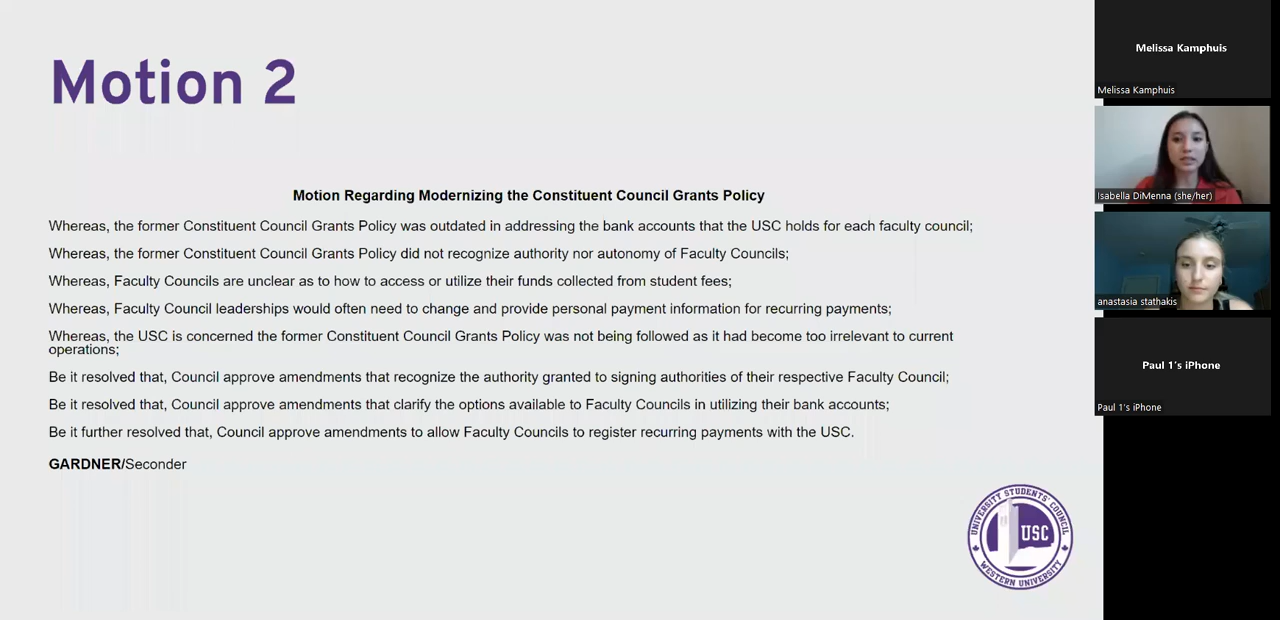 Motion 2
Motion Regarding Modernizing the Constituent Council Grants Policy
Whereas, the former Constituent Council Grants Policy was outdated in addressing the bank accounts that the USC holds for each faculty council;
Whereas, the former Constituent Council Grants Policy did not recognize authority nor autonomy of Faculty Councils;
Whereas, Faculty Councils are unclear as to how to access or utilize their funds collected from student fees;
Whereas, Faculty Council leaderships would often need to change and provide personal payment information for recurring payments;
Whereas, the USC is concerned the former Constituent Council Grants Policy was not being followed as it had become too irrelevant to current
operations;
Be it resolved that, Council approve amendments that recognize the authority granted to signing authorities of their respective Faculty Council;
Be it resolved that, Council approve amendments that clarify the options available to Faculty Councils in utilizing their bank accounts;
Be it further resolved that, Council approve amendments to allow Faculty Councils to register recurring payments with the USC.
GARDNER/Seconder
UNIVERSITY STUDENTS' COUNCIL
USC
WESTERN UNIVERSITY
Melissa Kamphuis
Melissa Kamphuis
Isabella DiMenna (she/her)
anastasia stathakis
Paul 1's iPhone
Paul 1's iPhone